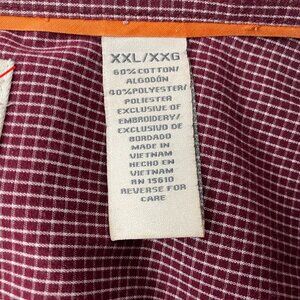 XXL/XXG
60% COTTON/
ALGODÓN
40% POLYESTER/
POLIESTER
EXCLUSIVE OF
EMBROIDERY/
EXCLUSIVO DE
BORDADO
MADE IN
VIETNAM
HECHO EN
VIETNAM
RN 15610
REVERSE FOR
CARE